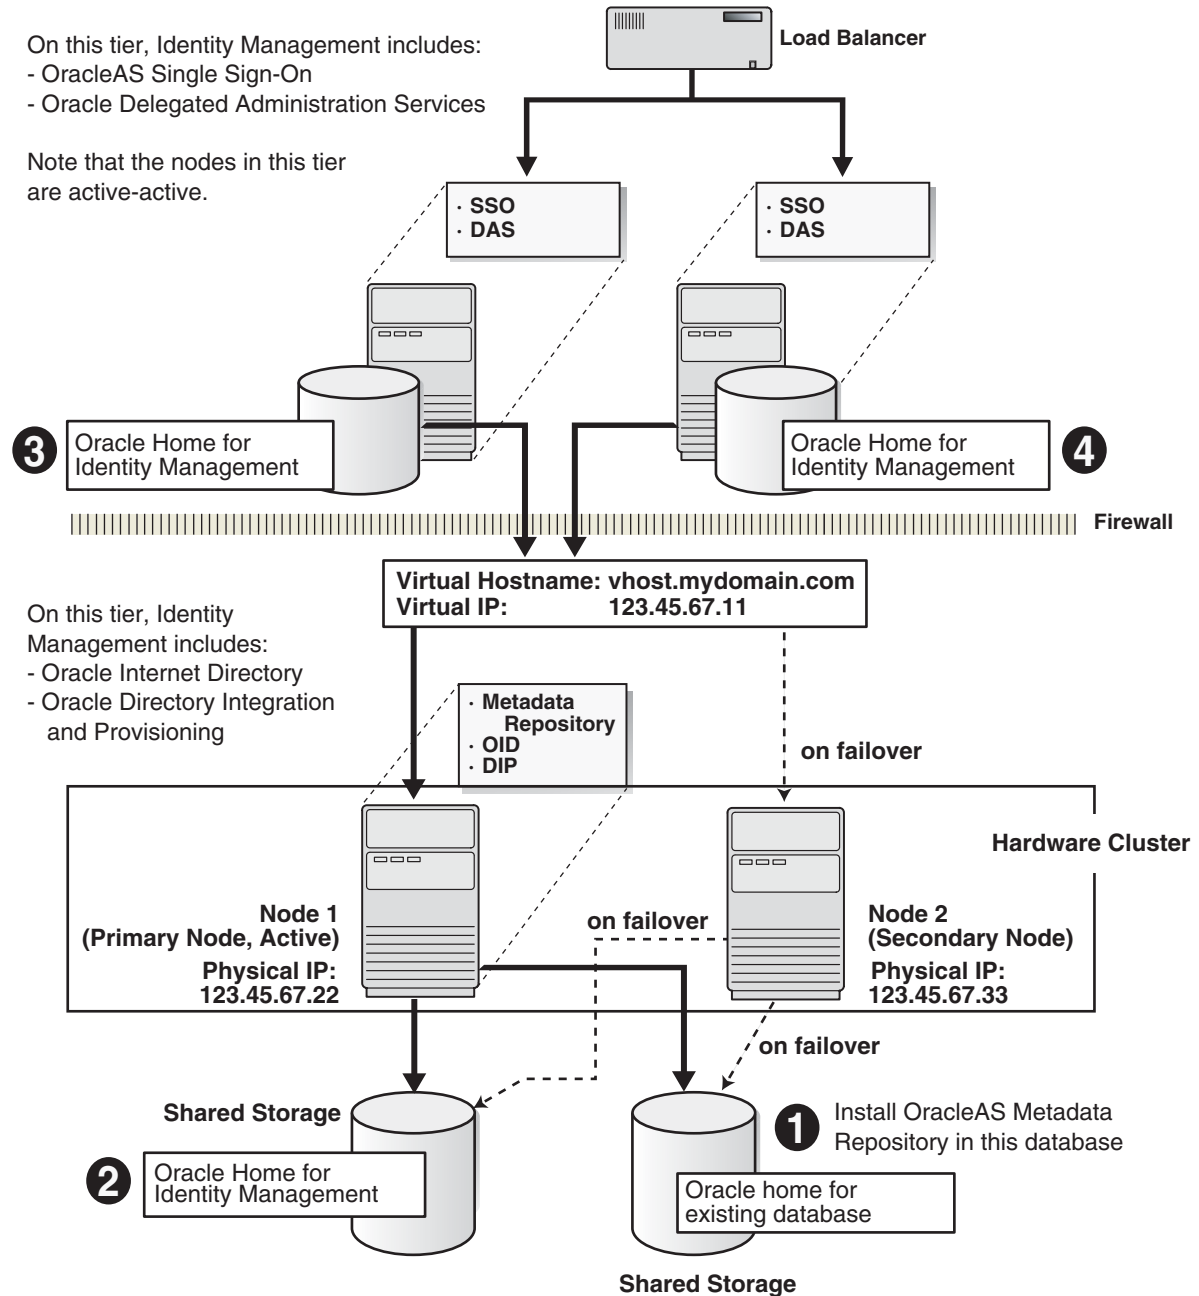 On this tier, Identity Management includes:
- OracleAS Single Sign-On
- Oracle Delegated Administration Services
Note that the nodes in this tier
are active-active.
Load Balancer
· SSO
· DAS
· SSO
· DAS
3
Oracle Home for
Identity Management
Oracle Home for
Identity Management
4
Firewall
Virtual Hostname: vhost.mydomain.com
Virtual IP: 123.45.67.11
On this tier, Identity
Management includes:
- Oracle Internet Directory
- Oracle Directory Integration
and Provisioning
· Metadata
Repository
· OID
· DIP
on failover
Hardware Cluster
Node 1
(Primary Node, Active)
Physical IP:
123.45.67.22
on failover
Node 2
(Secondary Node)
Physical IP:
123.45.67.33
on failover
Shared Storage
2
Oracle Home for
Identity Management
1
Install OracleAS Metadata
Repository in this database
Oracle home for
existing database
Shared Storage